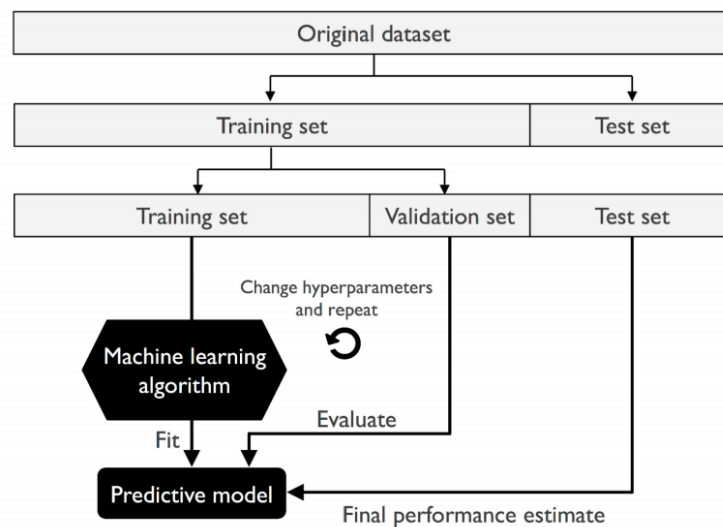 Original dataset
Training set
Test set
Training set
Validation set
Test set
Change hyperparameters
and repeat
Machine learning
algorithm
Evaluate
Fit
Predictive model
Final performance estimate